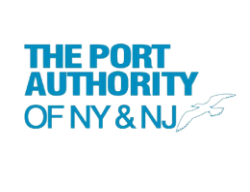 THE PORT
AUTHORITY
OF NY & NJ